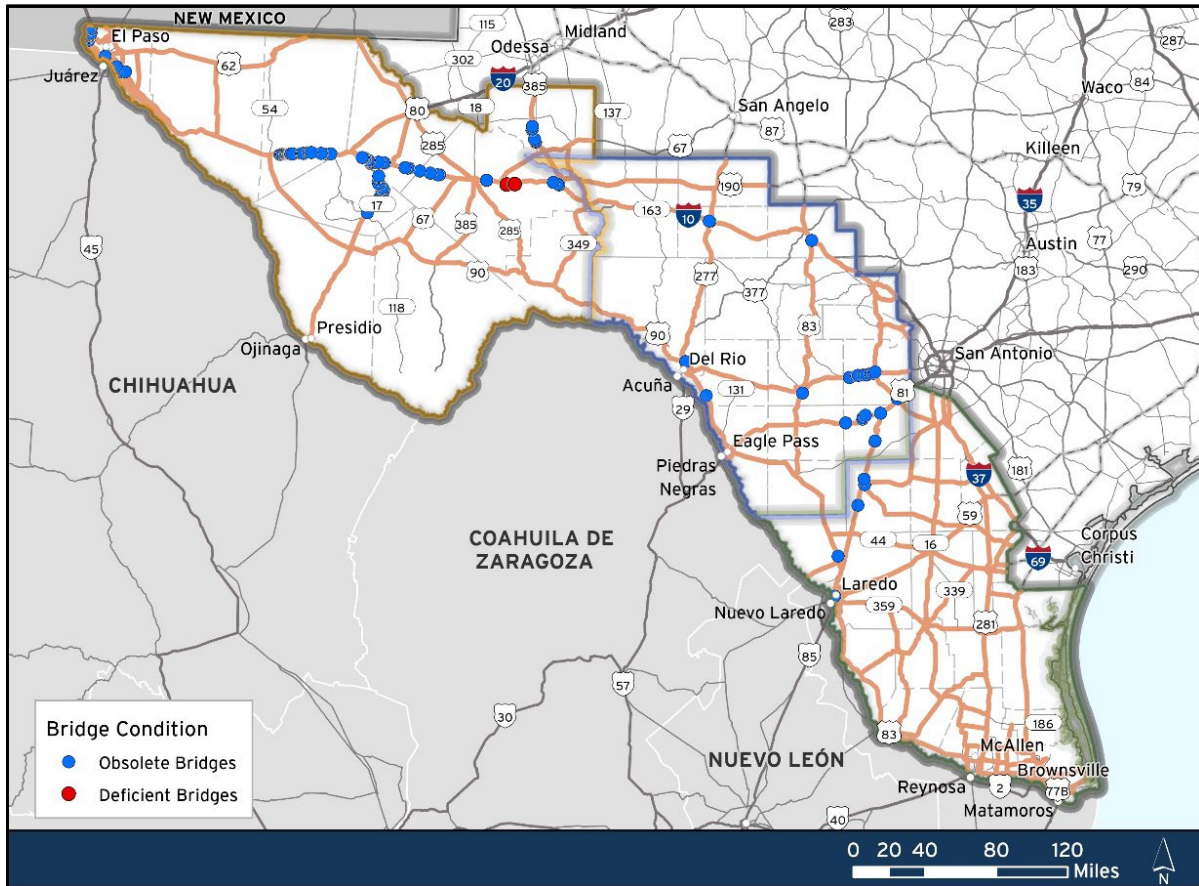 NEW MEXICO
El Paso
Juárez
62
54
115
302
Odessa
Midland
20
385
18
80
137
283
287
84
Waco
San Angelo
87
67
Killeen
79
35
285
190
163
10
Austin
77
183
290
17
67
385
285
349
90
45
118
277
377
83
Presidio
Ojinaga
CHIHUAHUA
90
Del Rio
Acuña
131
29
San Antonio
81
Eagle Pass
Piedras
Negras
37
181
59
COAHUILA DE
ZARAGOZA
44
16
Corpus
Christi
69
Laredo
Nuevo Laredo
359
339
281
85
57
30
Bridge Condition
Obsolete Bridges
Deficient Bridges
NUEVO LEÓN
83
186
McAllen
Brownsville
Reynosa
2
77B
Matamoros
40
0 20 40 80 120
Miles
N